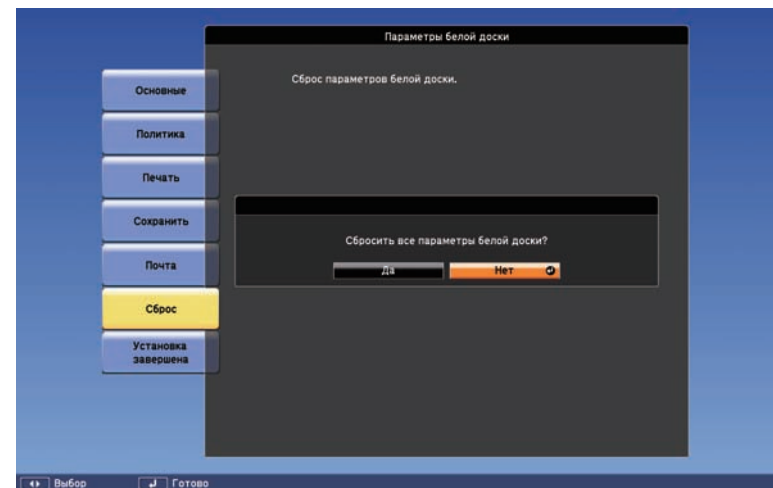 Параметры белой доски
Сброс параметров белой доски.
Основные
Политика
Печать
Сохранить
Почта
Сброс
Установка
завершена
Сбросить все параметры белой доски?
Да
Нет
Выбор
Готово